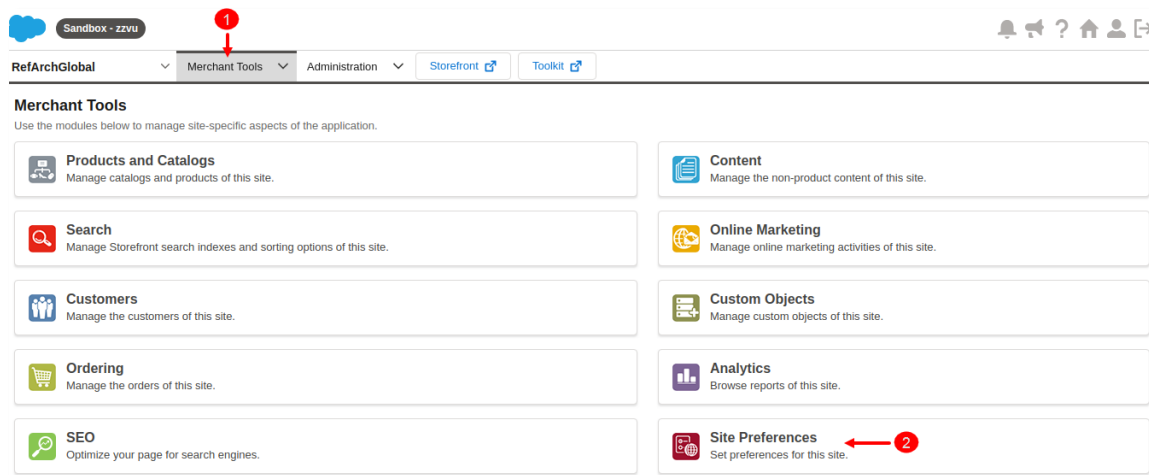 1
Sandbox - zzvu
RefArchGlobal
Merchant Tools
Administration
Storefront
Toolkit
Merchant Tools
Use the modules below to manage site-specific aspects of the application.
Products and Catalogs
Manage catalogs and products of this site.
Content
Manage the non-product content of this site.
Search
Manage Storefront search indexes and sorting options of this site.
Online Marketing
Manage online marketing activities of this site.
Customers
Manage the customers of this site.
Custom Objects
Manage custom objects of this site.
Ordering
Manage the orders of this site.
Analytics
Browse reports of this site.
SEO
Optimize your page for search engines.
Site Preferences
2
Set preferences for this site.